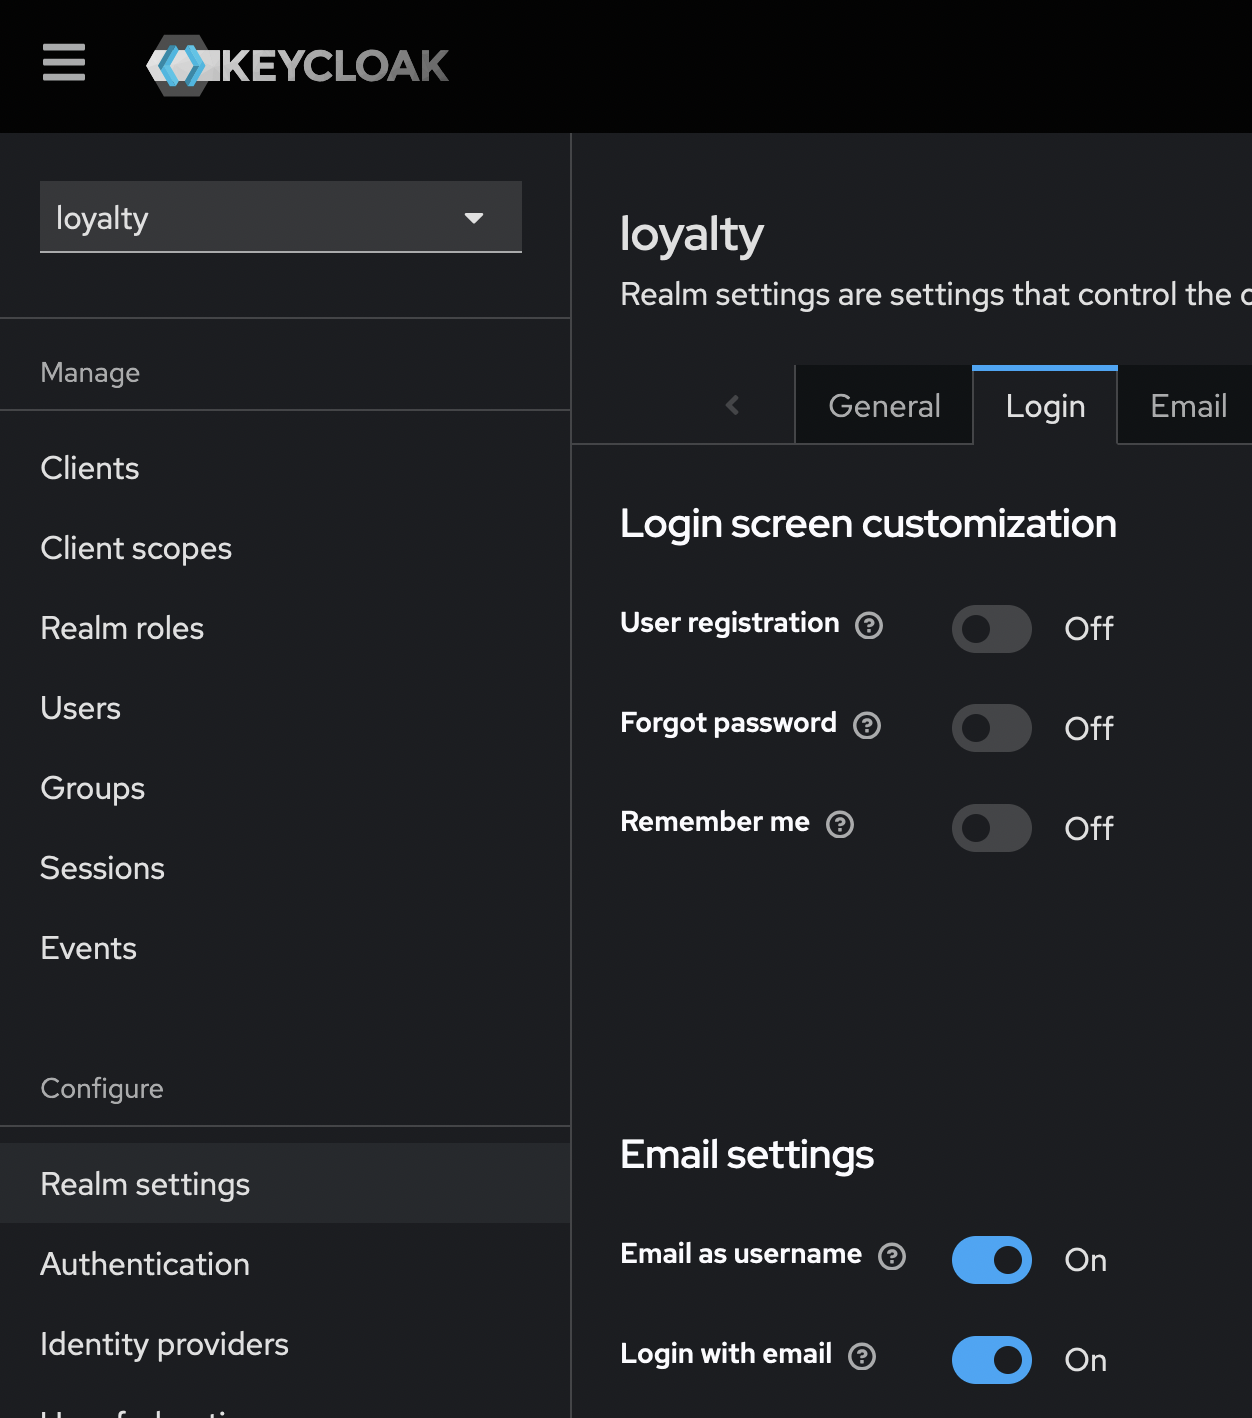 KEYCLOAK
loyalty
Manage
Clients
Client scopes
Realm roles
Users
Groups
Sessions
Events
Configure
Realm settings
Authentication
Identity providers
loyalty
Realm settings are settings that control the
General
Login
Email
Login screen customization
User registration
Off
Forgot password
Off
Remember me
Off
Email settings
Email as username
On
Login with email
On